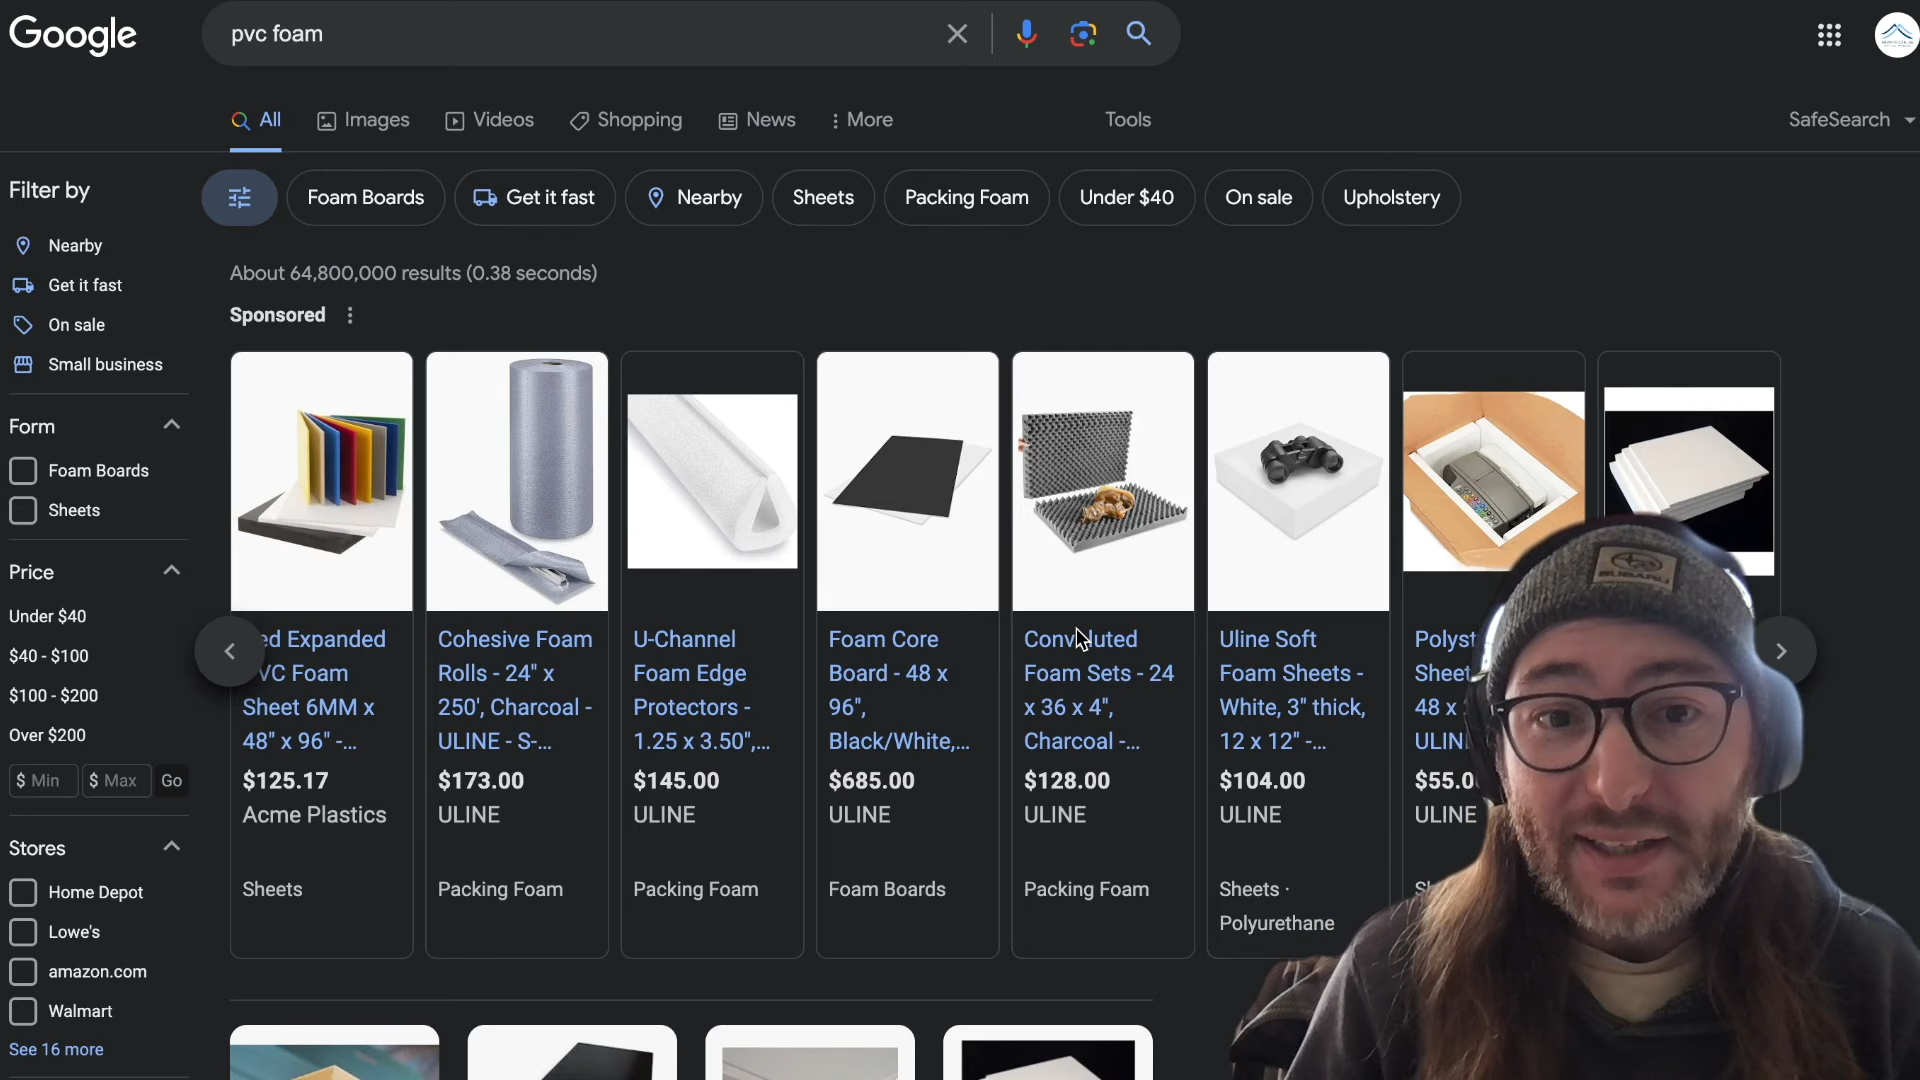 Google
pvc foam
All
Images
Videos
Shopping
News
More
Tools
SafeSearch
Filter by
Nearby
Get it fast
On sale
Small business
Form
Foam Boards
Sheets
Price
Under $40
$40 - $100
$100 - $200
Over $200
$ Min
$ Max
Go
Stores
Home Depot
Lowe's
amazon.com
Walmart
See 16 more
Foam Boards
Get it fast
Nearby
Sheets
Packing Foam
Under $40
On sale
Upholstery
About 64,800,000 results (0.38 seconds)
Sponsored
Expanded
Foam
Sheet 6MM x
48" x 96" -...
$125.17
Acme Plastics
Sheets
Cohesive Foam
Rolls - 24" x
250', Charcoal -
ULINE - S-...
$173.00
ULINE
Packing Foam
U-Channel
Foam Edge
Protectors -
1.25 x 3.50",...
$145.00
ULINE
Packing Foam
Foam Core
Board - 48 x
96",
Black/White,...
$685.00
ULINE
Foam Boards
Convoluted
Foam Sets - 24
x 36 x 4",
Charcoal -...
$128.00
ULINE
Packing Foam
Uline Soft
Foam Sheets -
White, 3" thick,
12 x 12" -...
$104.00
ULINE
Sheets ·
Polyurethane
Sheet
48 x
$55.0
ULINE
SUBARU